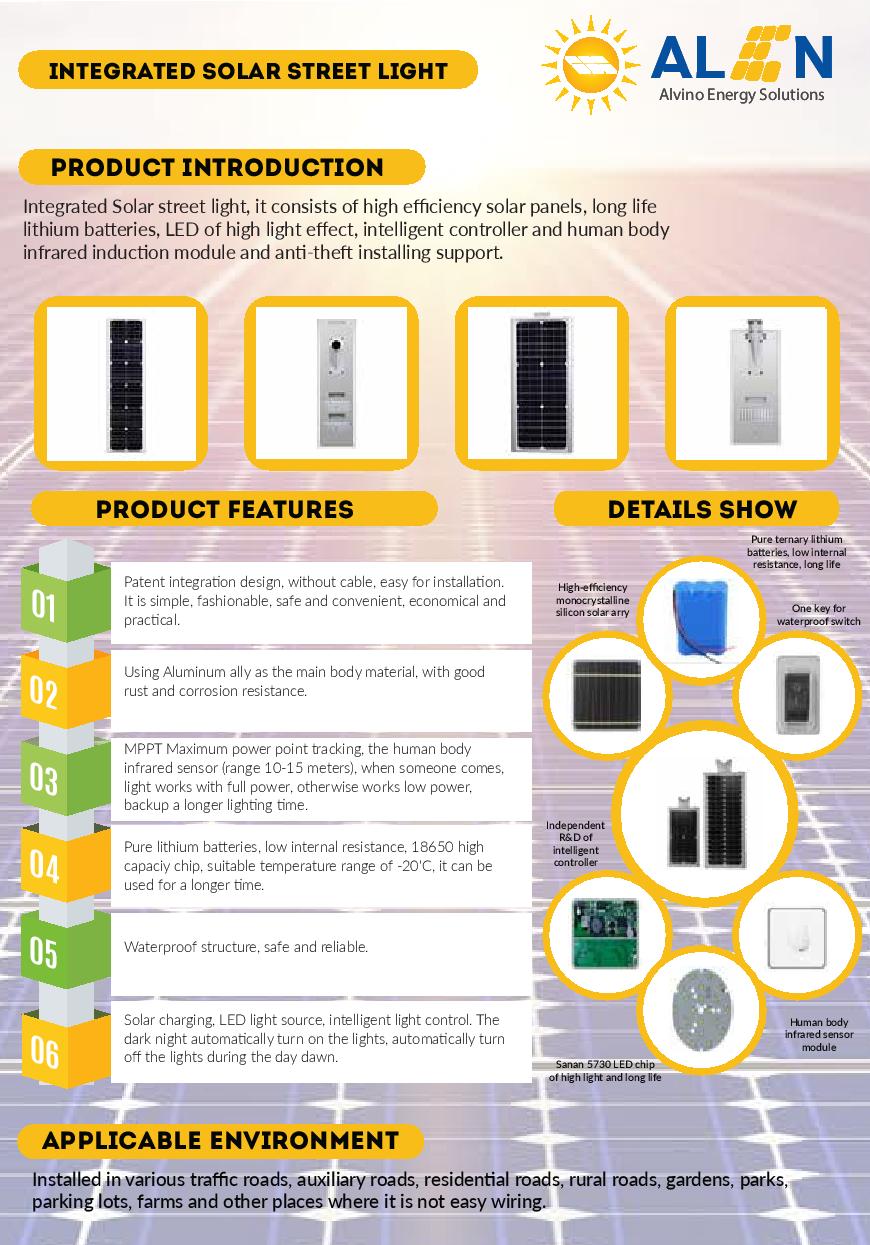 INTEGRATED SOLAR STREET LIGHT
ALEN
Alvino Energy Solutions
PRODUCT INTRODUCTION
Integrated Solar street light, it consists of high efficiency solar panels, long life
lithium batteries, LED of high light effect, intelligent controller and human body
infrared induction module and anti-theft installing support.
PRODUCT FEATURES
01
Patent integration design, without cable, easy for installation.
It is simple, fashionable, safe and convenient, economical and
practical.
02
Using Aluminum ally as the main body material, with good
rust and corrosion resistance.
03
MPPT Maximum power point tracking, the human body
infrared sensor (range 10-15 meters), when someone comes,
light works with full power, otherwise works low power,
backup a longer lighting time.
04
Pure lithium batteries, low internal resistance, 18650 high
capaciy chip, suitable temperature range of -20'C, it can be
used for a longer time.
05
Waterproof structure, safe and reliable.
06
Solar charging, LED light source, intelligent light control. The
dark night automatically turn on the lights, automatically turn
off the lights during the day dawn.
DETAILS SHOW
Pure ternary lithium
batteries, low internal
resistance, long life
High-efficiency
monocrystalline
silicon solar arry
One key for
waterproof switch
Independent
R&D of
intelligent
controller
Human body
infrared sensor
module
Sanan 5730 LED chip
of high light and long life
APPLICABLE ENVIRONMENT
Installed in various traffic roads, auxiliary roads, residential roads, rural roads, gardens, parks,
parking lots, farms and other places where it is not easy wiring.